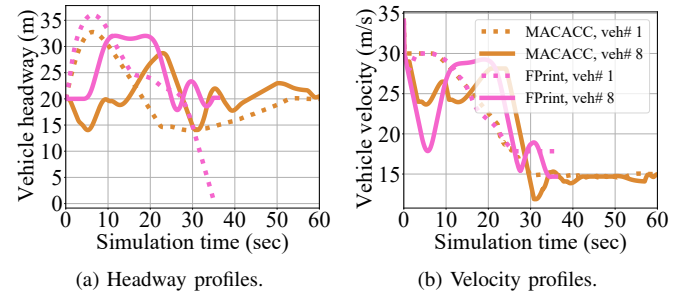 Vehicle headway (m)
35
30
25
20
15
10
5
0
0 10 20 30 40 50 60
Simulation time (sec)
(a) Headway profiles.
Vehicle velocity (m/s)
30
25
20
15
MACACC, veh# 1
MACACC, veh# 8
FPrint, veh# 1
FPrint, veh# 8
0 10 20 30 40 50 60
Simulation time (sec)
(b) Velocity profiles.